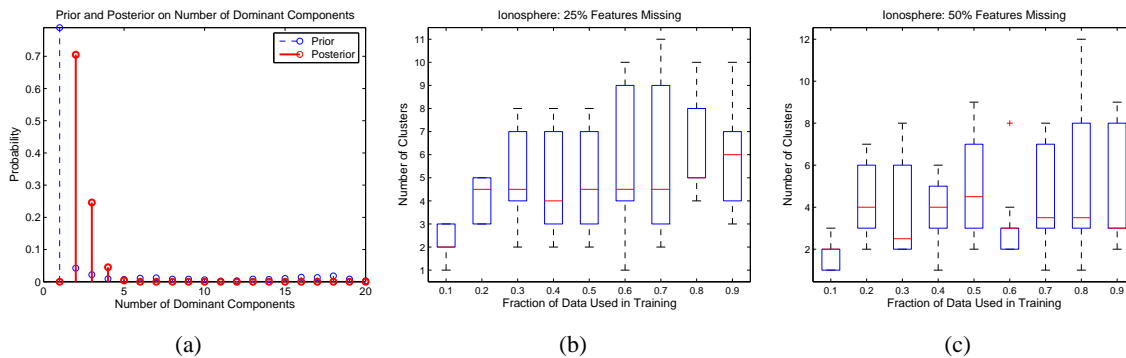 Prior and Posterior on Number of Dominant Components
Prior
Posterior
Probability
0.7
0.6
0.5
0.4
0.3
0.2
0.1
0
0 5 10 15 20
Number of Dominant Components
(a)
Ionosphere: 25% Features Missing
Number of Clusters
11
10
9
8
7
6
5
4
3
2
1
0.1 0.2 0.3 0.4 0.5 0.6 0.7 0.8 0.9
Fraction of Data Used in Training
(b)
Ionosphere: 50% Features Missing
Number of Clusters
12
10
8
6
4
2
0.1 0.2 0.3 0.4 0.5 0.6 0.7 0.8 0.9
Fraction of Data Used in Training
(c)